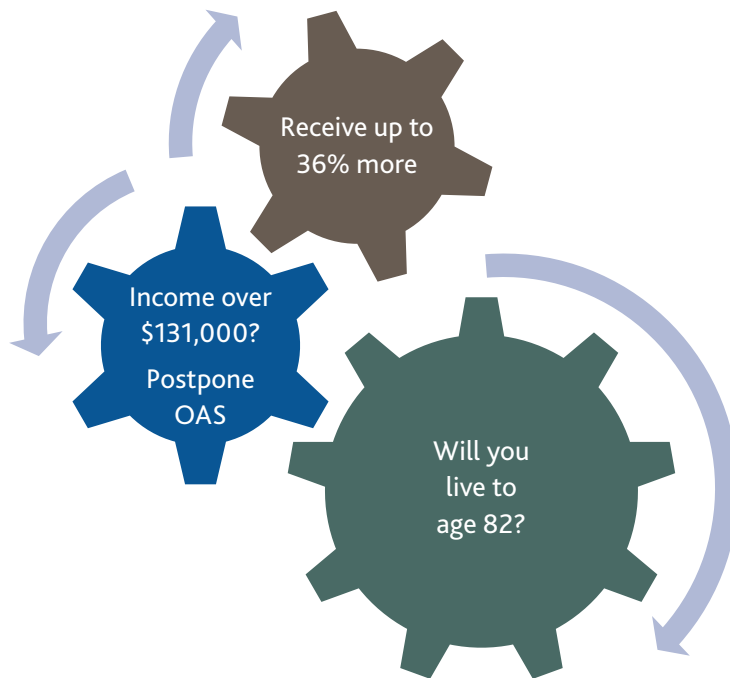 Receive up to
36% more
Income over
$131,000?
Postpone
OAS
Will you
live to
age 82?